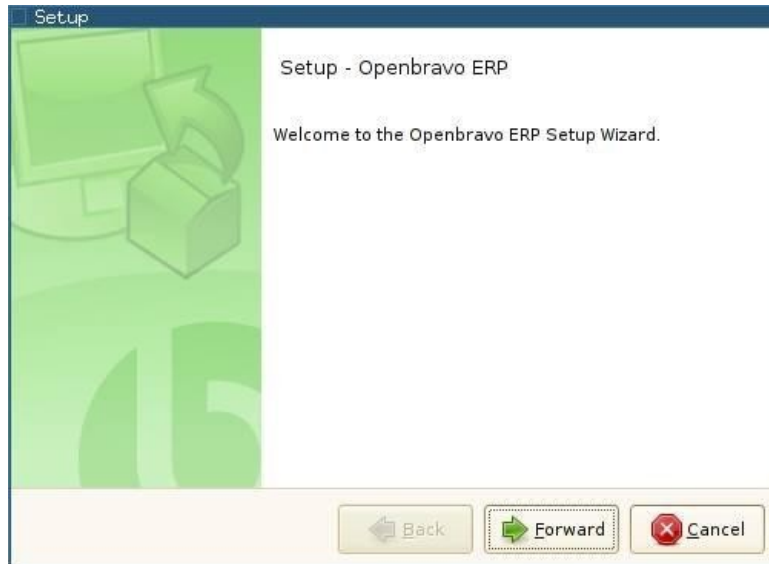 Setup
Setup - Openbravo ERP
Welcome to the Openbravo ERP Setup Wizard.
Back
Forward
Cancel